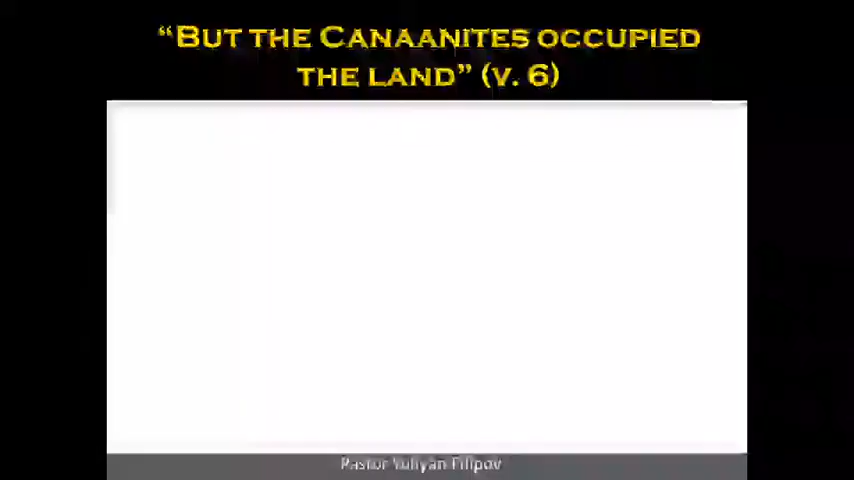 “But the Canaanites occupied
the land” (v. 6)
Pastor Yuliyan Filipov